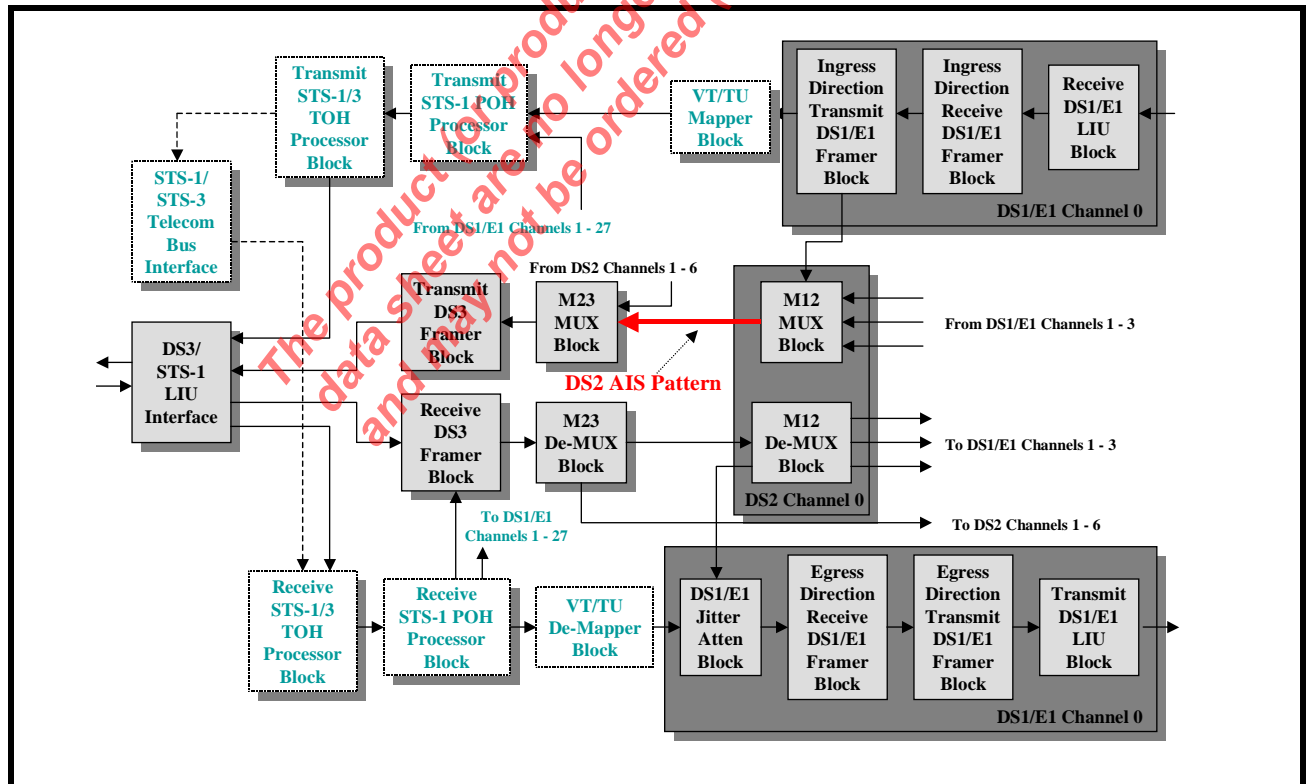 Transmit
STS-1/3
TOH
Processor
Block
Transmit
STS-1 POH
Processor
Block
VT/TU
Mapper
Block
Ingress
Direction
Transmit
DS1/E1
Framer
Block
Ingress
Direction
Receive
DS1/E1
Framer
Block
Receive
DS1/E1
LIU
Block
DS1/E1 Channel 0
STS-1/
STS-3
Telecom
Bus
Interface
From DS1/E1 Channels 1 - 27
From DS2 Channels 1 - 6
Transmit
DS3
Framer
Block
M23
MUX
Block
M12
MUX
Block
From DS1/E1 Channels 1 - 3
DS2 AIS Pattern
DS3/
STS-1
LIU
Interface
Receive
DS3
Framer
Block
M23
De-MUX
Block
M12
De-MUX
Block
To DS1/E1 Channels 1 - 3
DS2 Channel 0
To DS2 Channels 1 - 6
To DS1/E1
Channels 1 - 27
Receive
STS-1/3
TOH
Processor
Block
Receive
STS-1 POH
Processor
Block
VT/TU
De-Mapper
Block
DS1/E1
Jitter
Atten
Block
Egress
Direction
Receive
DS1/E1
Framer
Block
Egress
Direction
Transmit
DS1/E1
Framer
Block
Transmit
DS1/E1
LIU
Block
DS1/E1 Channel 0
The product (or produc
data sheet are no longe
and may not be ordered (